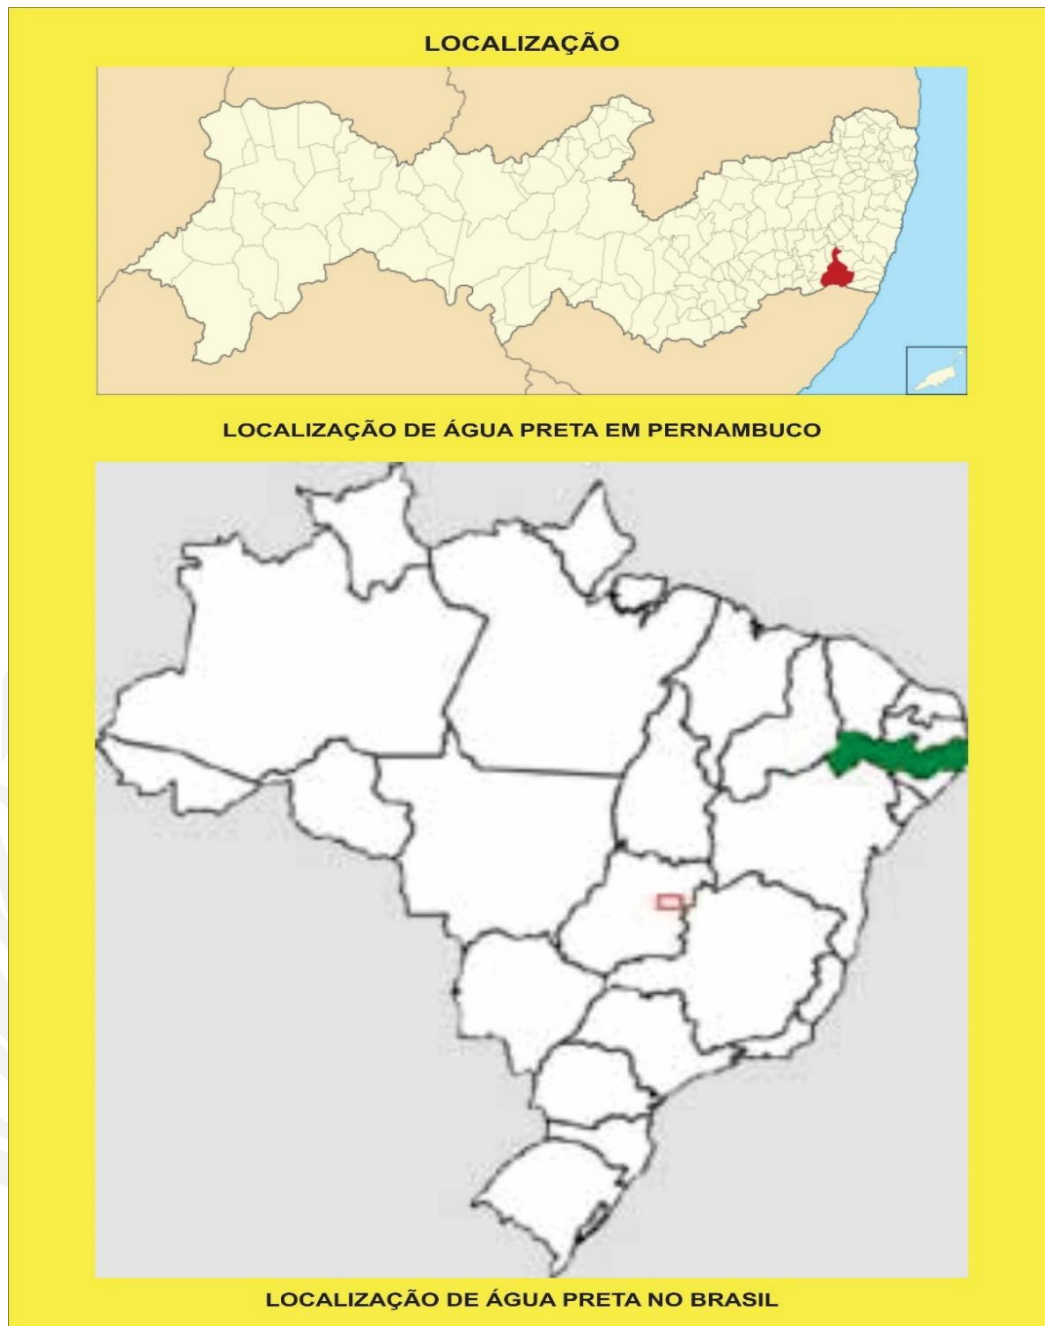 LOCALIZAÇÃO
LOCALIZAÇÃO DE ÁGUA PRETA EM PERNAMBUCO
LOCALIZAÇÃO DE ÁGUA PRETA NO BRASIL